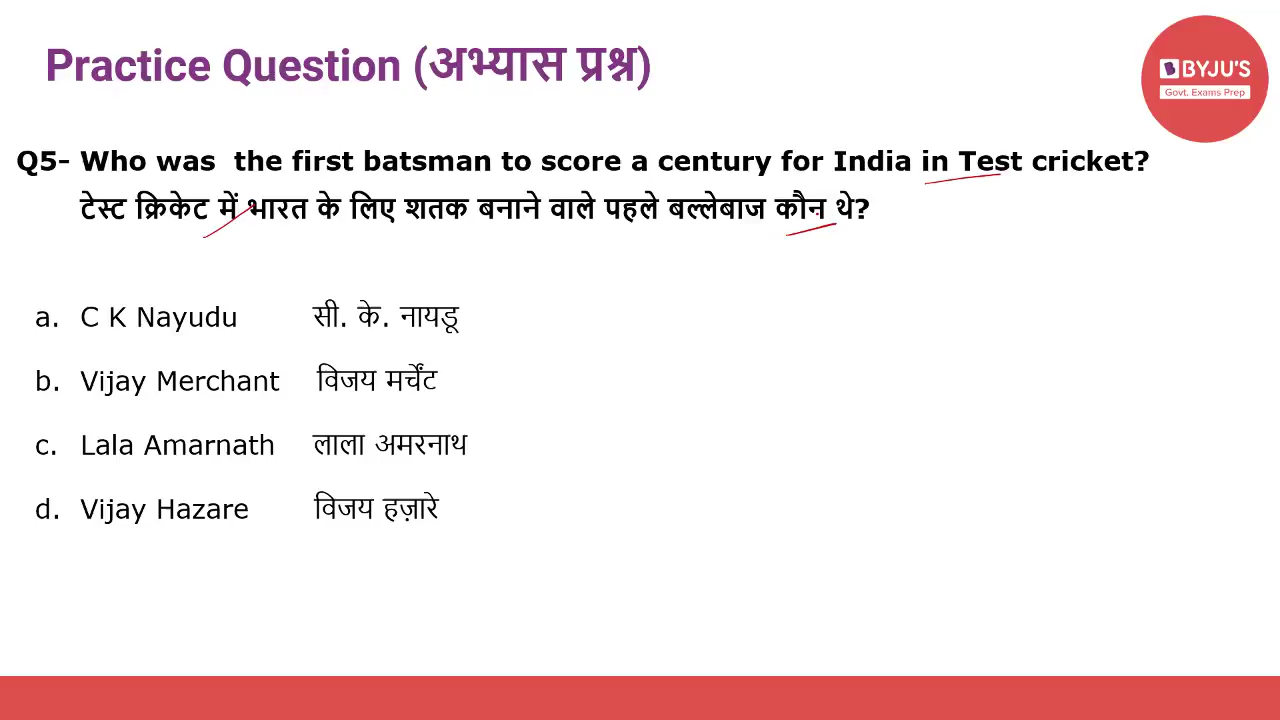 Practice Question (अभ्यास प्रश्न)
BYJU'S
Govt. Exams Prep
Q5- Who was the first batsman to score a century for India in Test cricket?
टेस्ट क्रिकेट में भारत के लिए शतक बनाने वाले पहले बल्लेबाज कौन थे?
a. C K Nayudu सी. के. नायडू
b. Vijay Merchant विजय मर्चेंट
c. Lala Amarnath लाला अमरनाथ
d. Vijay Hazare विजय हज़ारे